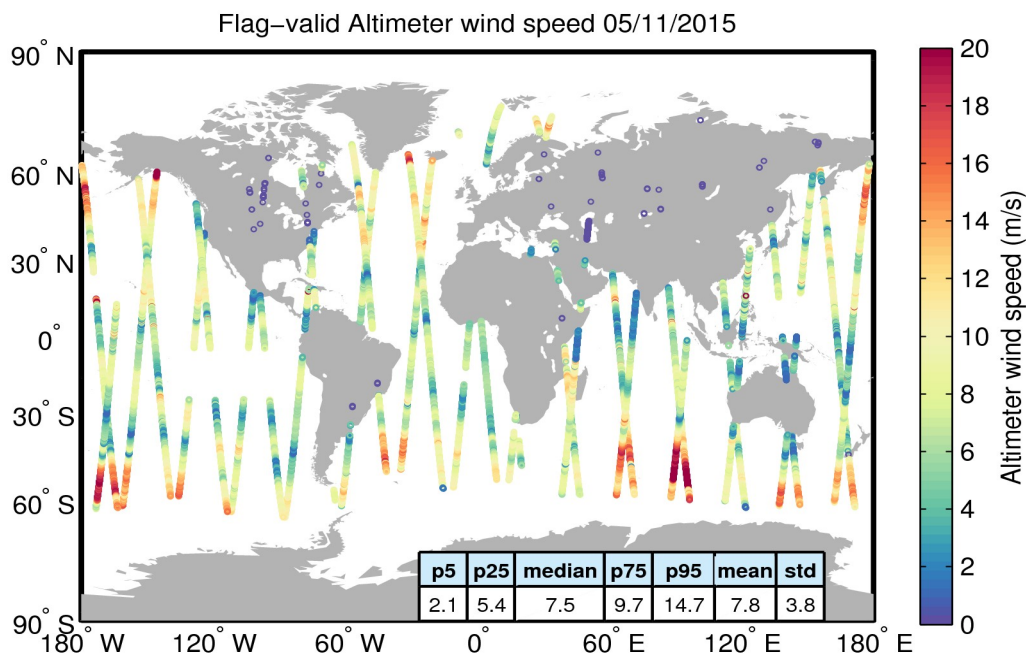 Flag−valid Altimeter wind speed 05/11/2015
90° N
60° N
30° N
0°
30° S
60° S
90° S
180° W
120° W
60° W
0°
60° E
120° E
180° E
p5 p25 median p75 p95 mean std
2.1 5.4 7.5 9.7 14.7 7.8 3.8
20
18
16
14
12
10
8
6
4
2
0
Altimeter wind speed (m/s)